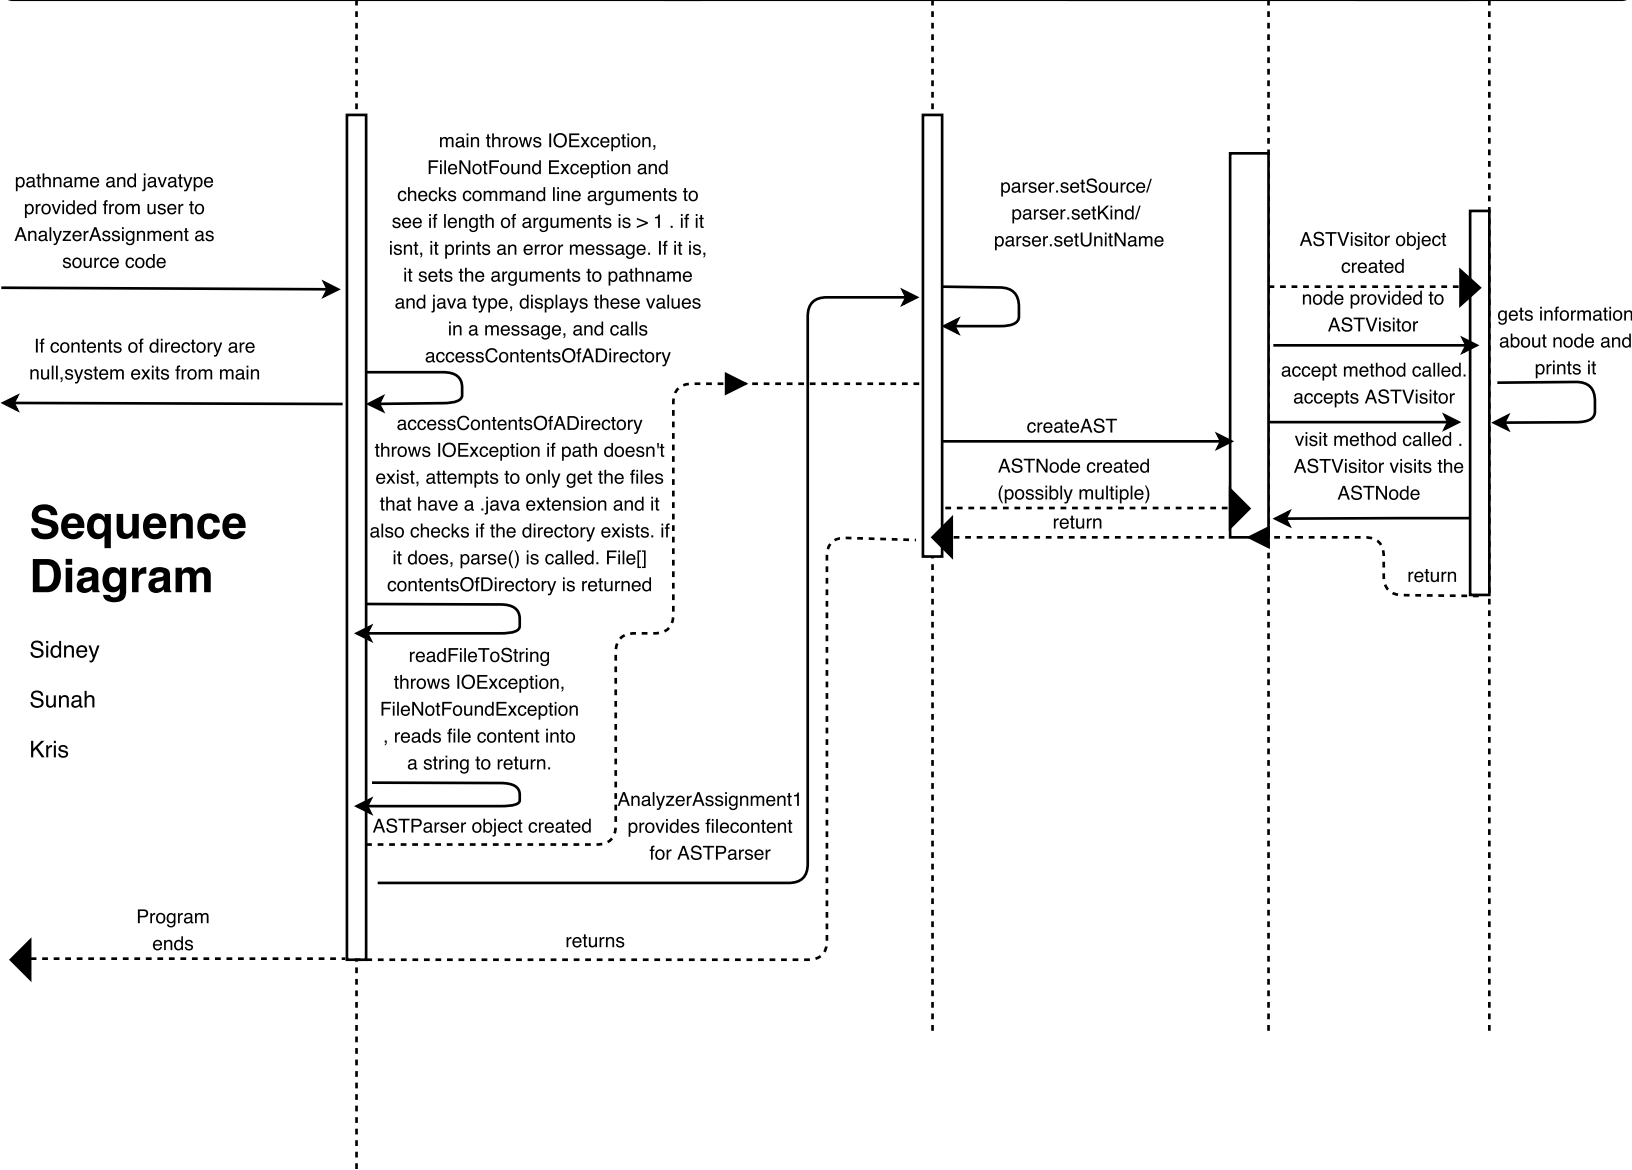 pathname and javatype
provided from user to
AnalyzerAssignment as
source code
If contents of directory are
null,system exits from main
Sequence
Diagram
Sidney
Sunah
Kris
Program
ends
main throws IOException,
FileNotFound Exception and
checks command line arguments to
see if length of arguments is > 1 . if it
isnt, it prints an error message. If it is,
it sets the arguments to pathname
and java type, displays these values
in a message, and calls
accessContentsOfADirectory
accessContentsOfADirectory
throws IOException if path doesn't
exist, attempts to only get the files
that have a .java extension and it
also checks if the directory exists. if
it does, parse() is called. File[]
contentsOfDirectory is returned
readFileToString
throws IOException,
FileNotFoundException
, reads file content into
a string to return.
ASTParser object created
AnalyzerAssignment1
provides filecontent
for ASTParser
returns
parser.setSource/
parser.setKind/
parser.setUnitName
createAST
ASTNode created
(possibly multiple)
return
ASTVisitor object
created
node provided to
ASTVisitor
accept method called.
accepts ASTVisitor
visit method called .
ASTVisitor visits the
ASTNode
return
gets information
about node and
prints it